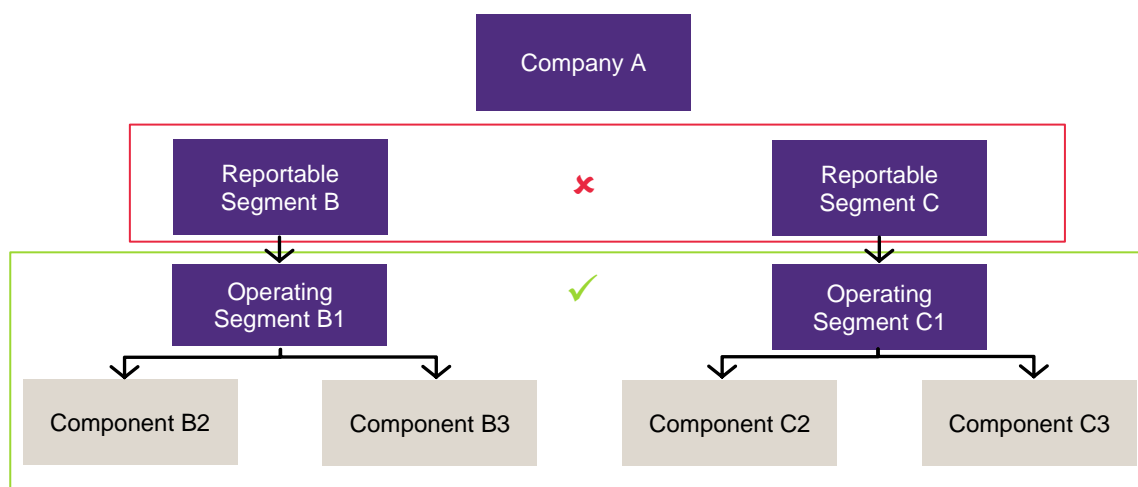 Company A
Reportable
Segment B
✘
Reportable
Segment C
Operating
Segment B1
✓
Operating
Segment C1
Component B2
Component B3
Component C2
Component C3